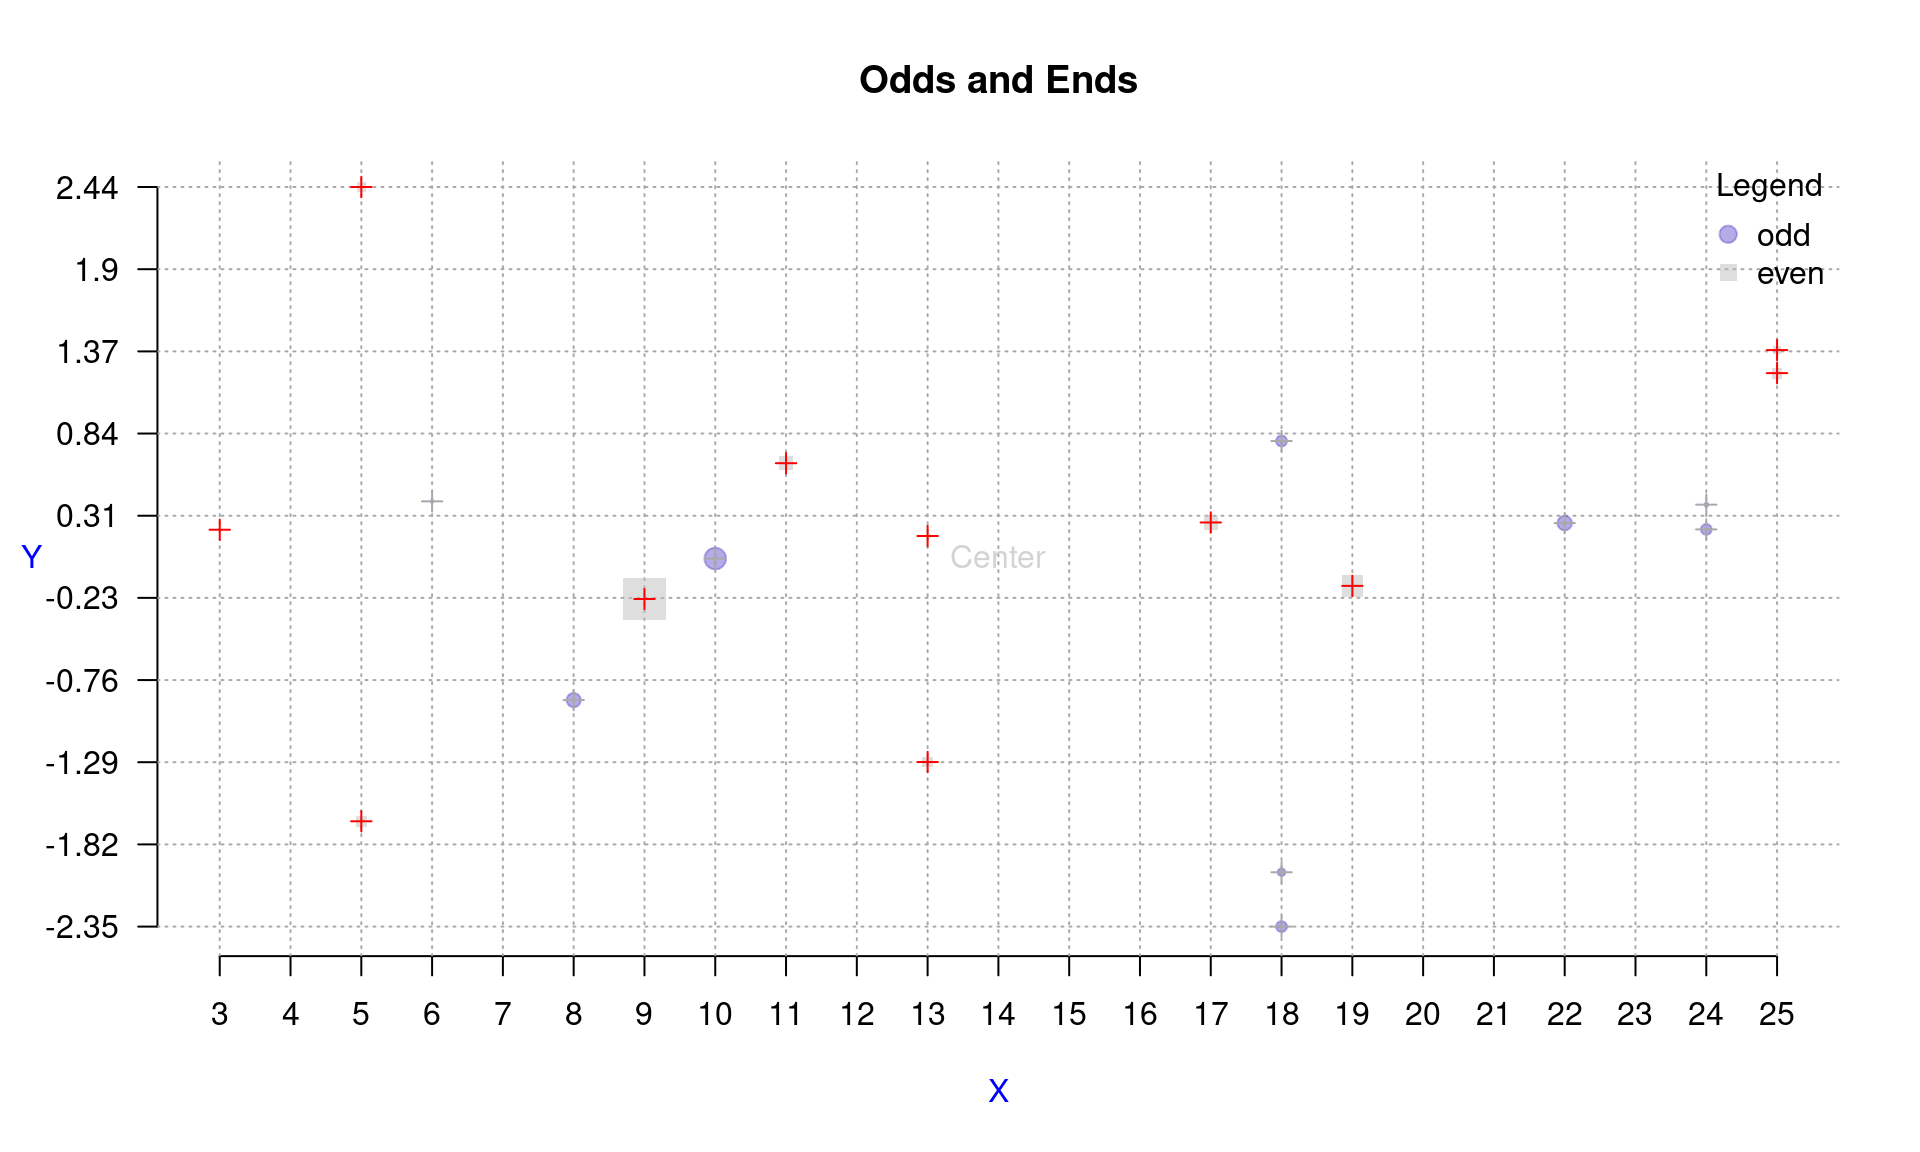 Odds and Ends
Legend
odd
even
2.44
1.9
1.37
0.84
0.31
-0.23
-0.76
-1.29
-1.82
-2.35
Y
Center
3 4 5 6 7 8 9 10 11 12 13 14 15 16 17 18 19 20 21 22 23 24 25
X